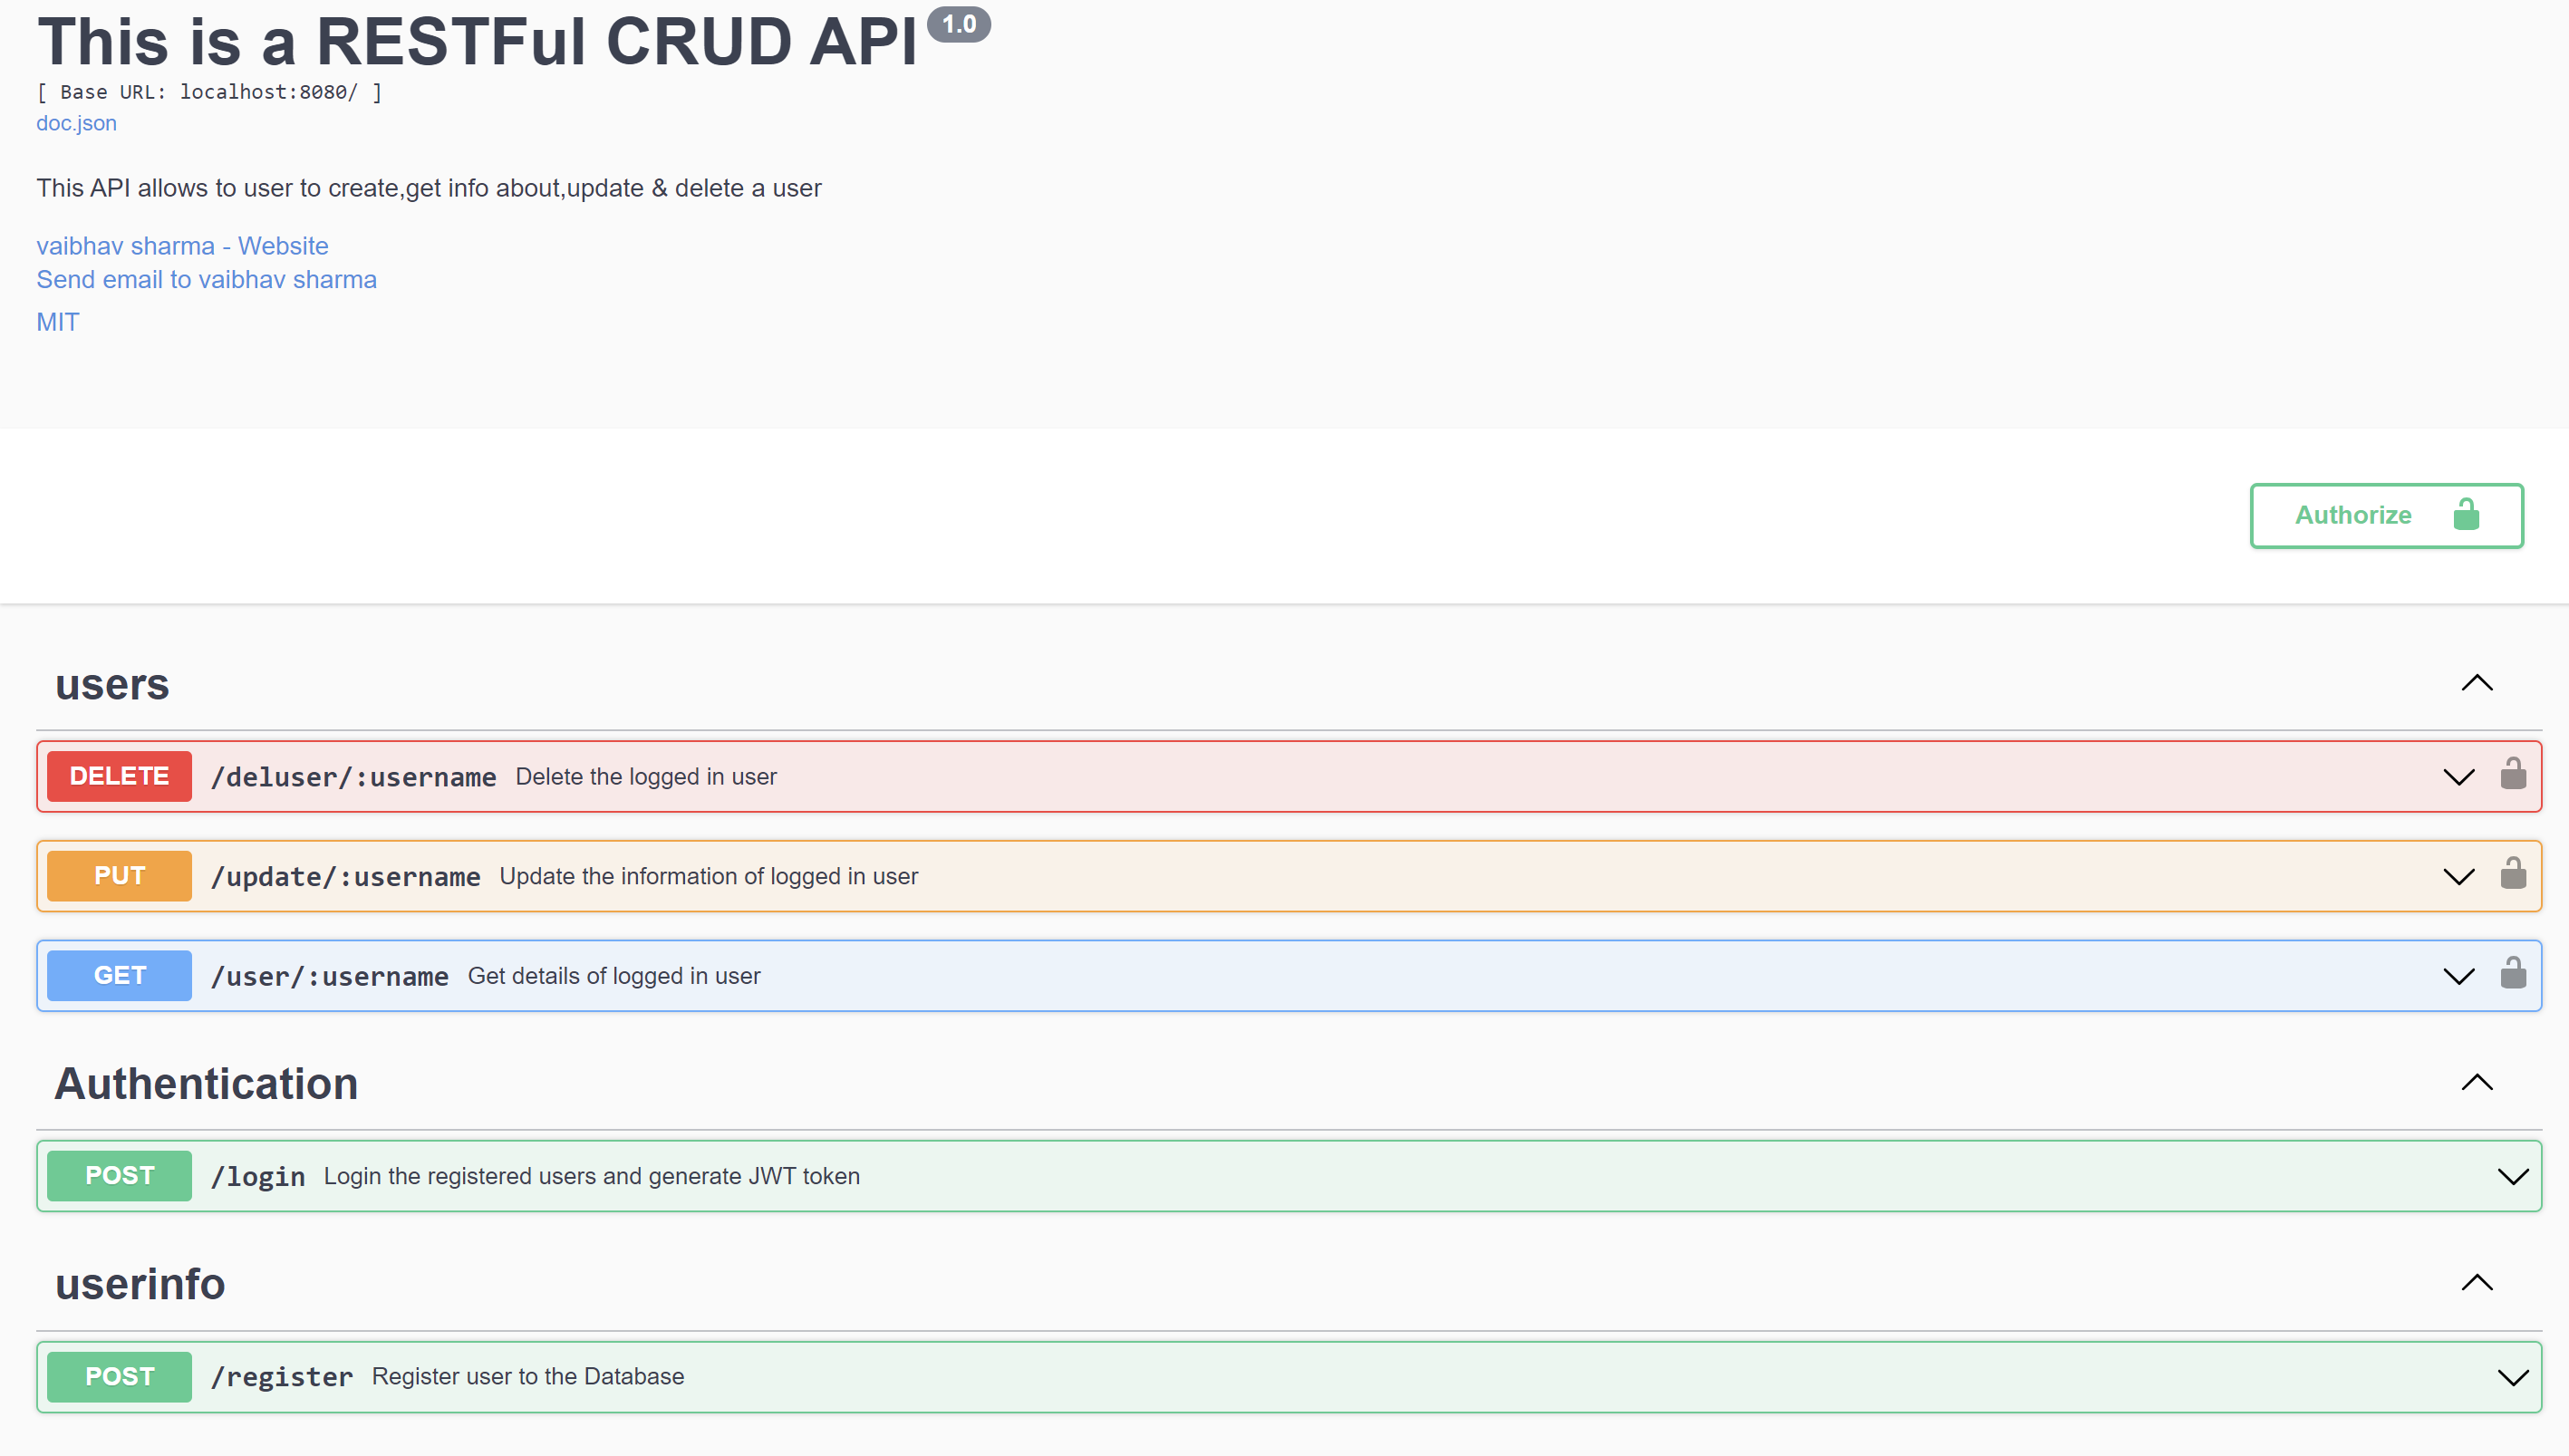 This is a RESTFul CRUD API 1.0
[ Base URL: localhost:8080/ ]
doc.json
This API allows to user to create,get info about,update & delete a user
vaibhav sharma - Website
Send email to vaibhav sharma
MIT
Authorize
users
DELETE /deluser/:username Delete the logged in user
PUT /update/:username Update the information of logged in user
GET /user/:username Get details of logged in user
Authentication
POST /login Login the registered users and generate JWT token
userinfo
POST /register Register user to the Database